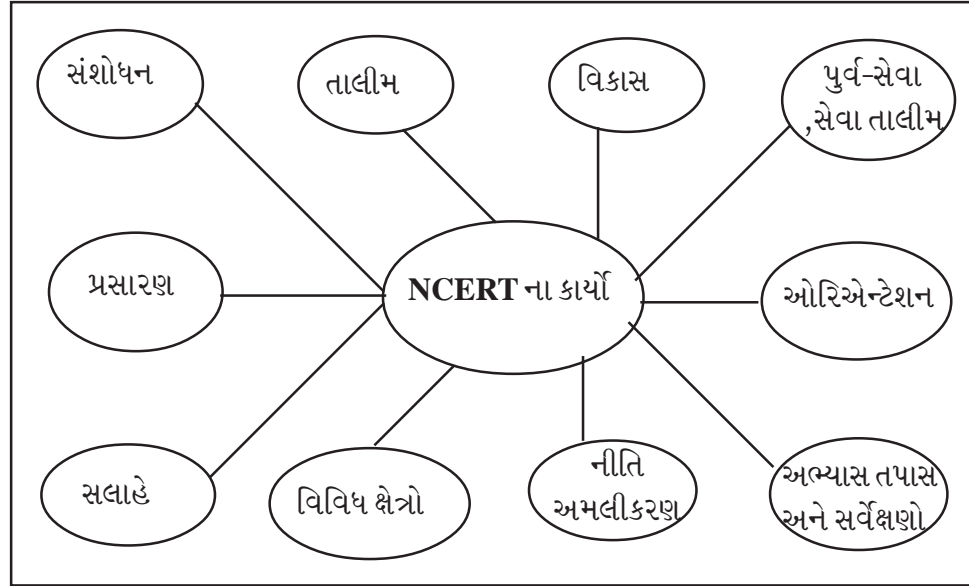 સંશોધન
તાલીમ
વિકાસ
પુર્વ-સેવા
,સેવા તાલીમ
પ્રસારણ
NCERT ના કાર્યો
ઓરિએન્ટેશન
સલાહે
વિવિધ ક્ષેત્રો
નીતિ
અમલીકરણ
અભ્યાસ તપાસ
અને સર્વેક્ષણો